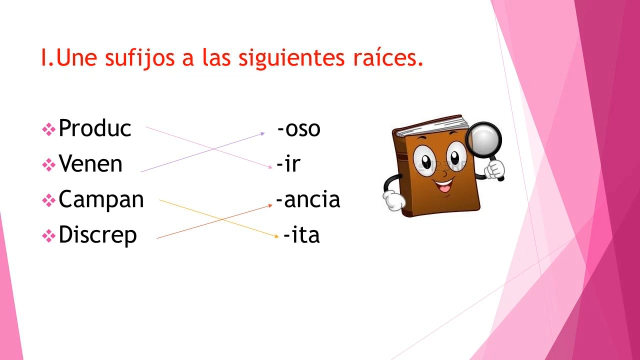 I.Une sufijos a las siguientes raíces.
❖Produc -oso
❖Venen -ir
❖Campan -ancia
❖Discrep -ita